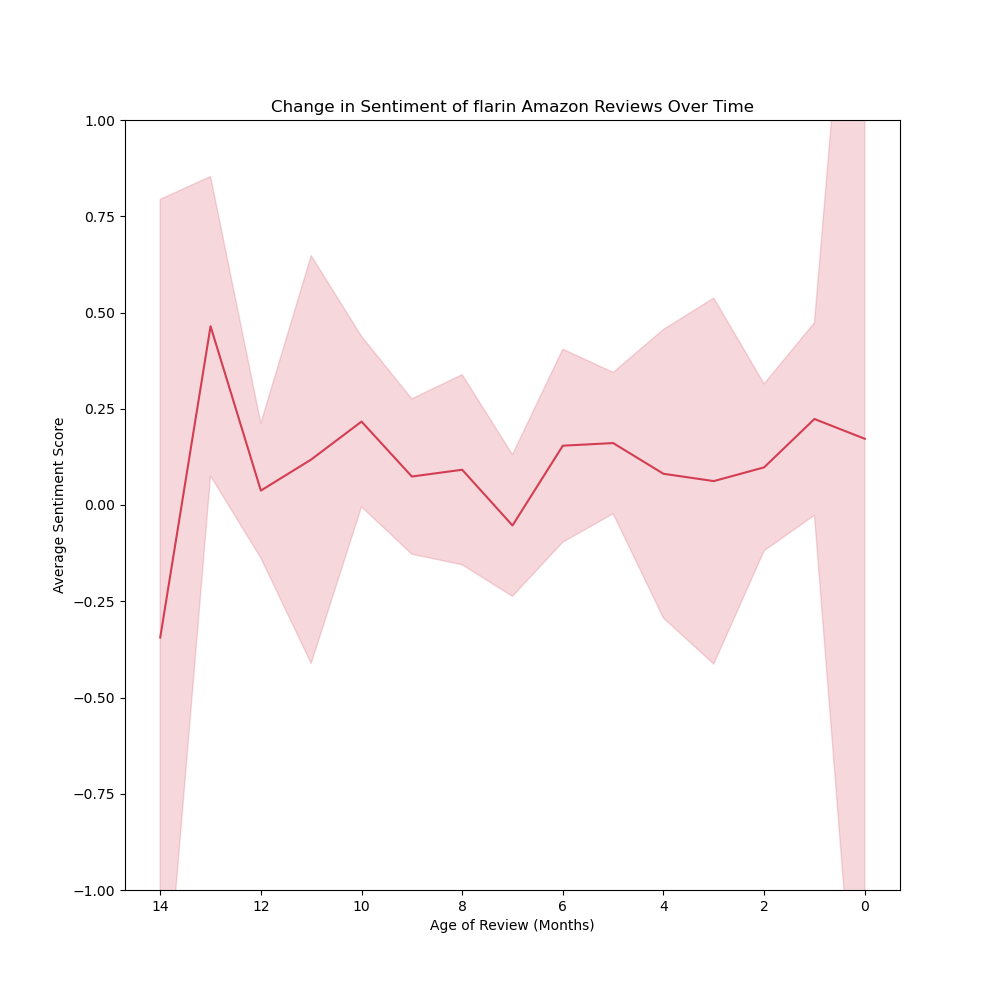 Change in Sentiment of flarin Amazon Reviews Over Time
1.00
0.75
0.50
0.25
0.00
−0.25
−0.50
−0.75
−1.00
Average Sentiment Score
14 12 10 8 6 4 2 0
Age of Review (Months)